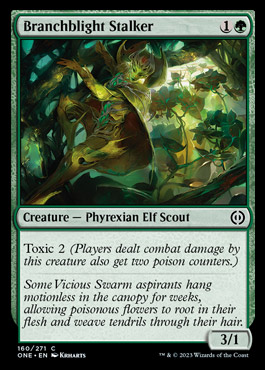 Branchblight Stalker 1
Creature — Phyrexian Elf Scout
Toxic 2 (Players dealt combat damage by
this creature also get two poison counters.)
Some Vicious Swarm aspirants hang
motionless in the canopy for weeks,
allowing poisonous flowers to root in their
flesh and weave tendrils through their hair.
3/1
160/271 C
ONE • EN KRHARTS
™ & © 2023 Wizards of the Coast